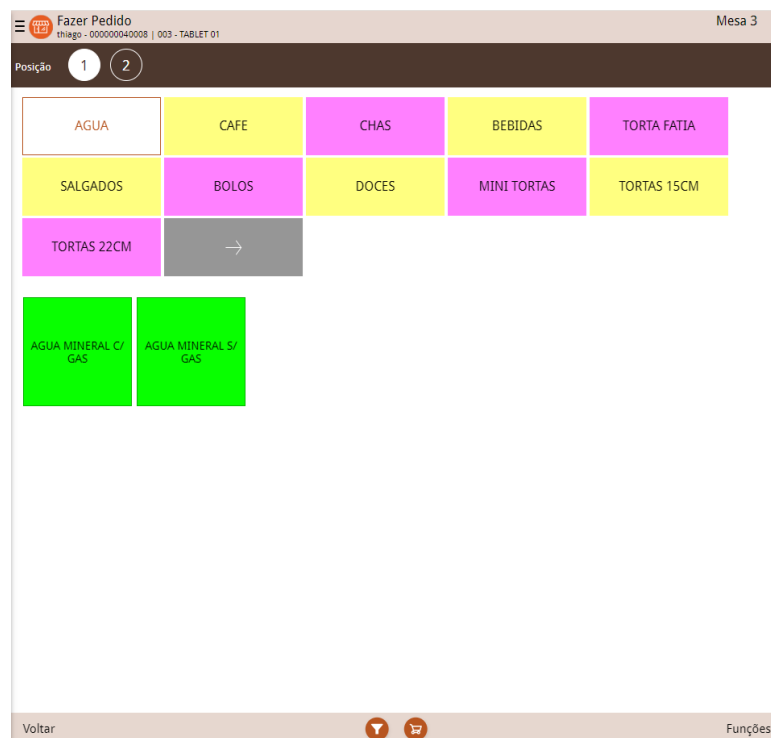 Fazer Pedido
Mesa 3
thiago - 000000040008 | 003 - TABLET 01
Posição 1 2
AGUA CAFE CHAS BEBIDAS TORTA FATIA
SALGADOS BOLOS DOCES MINI TORTAS TORTAS 15CM
TORTAS 22CM →
AGUA MINERAL C/
GAS
AGUA MINERAL S/
GAS
Voltar Funções